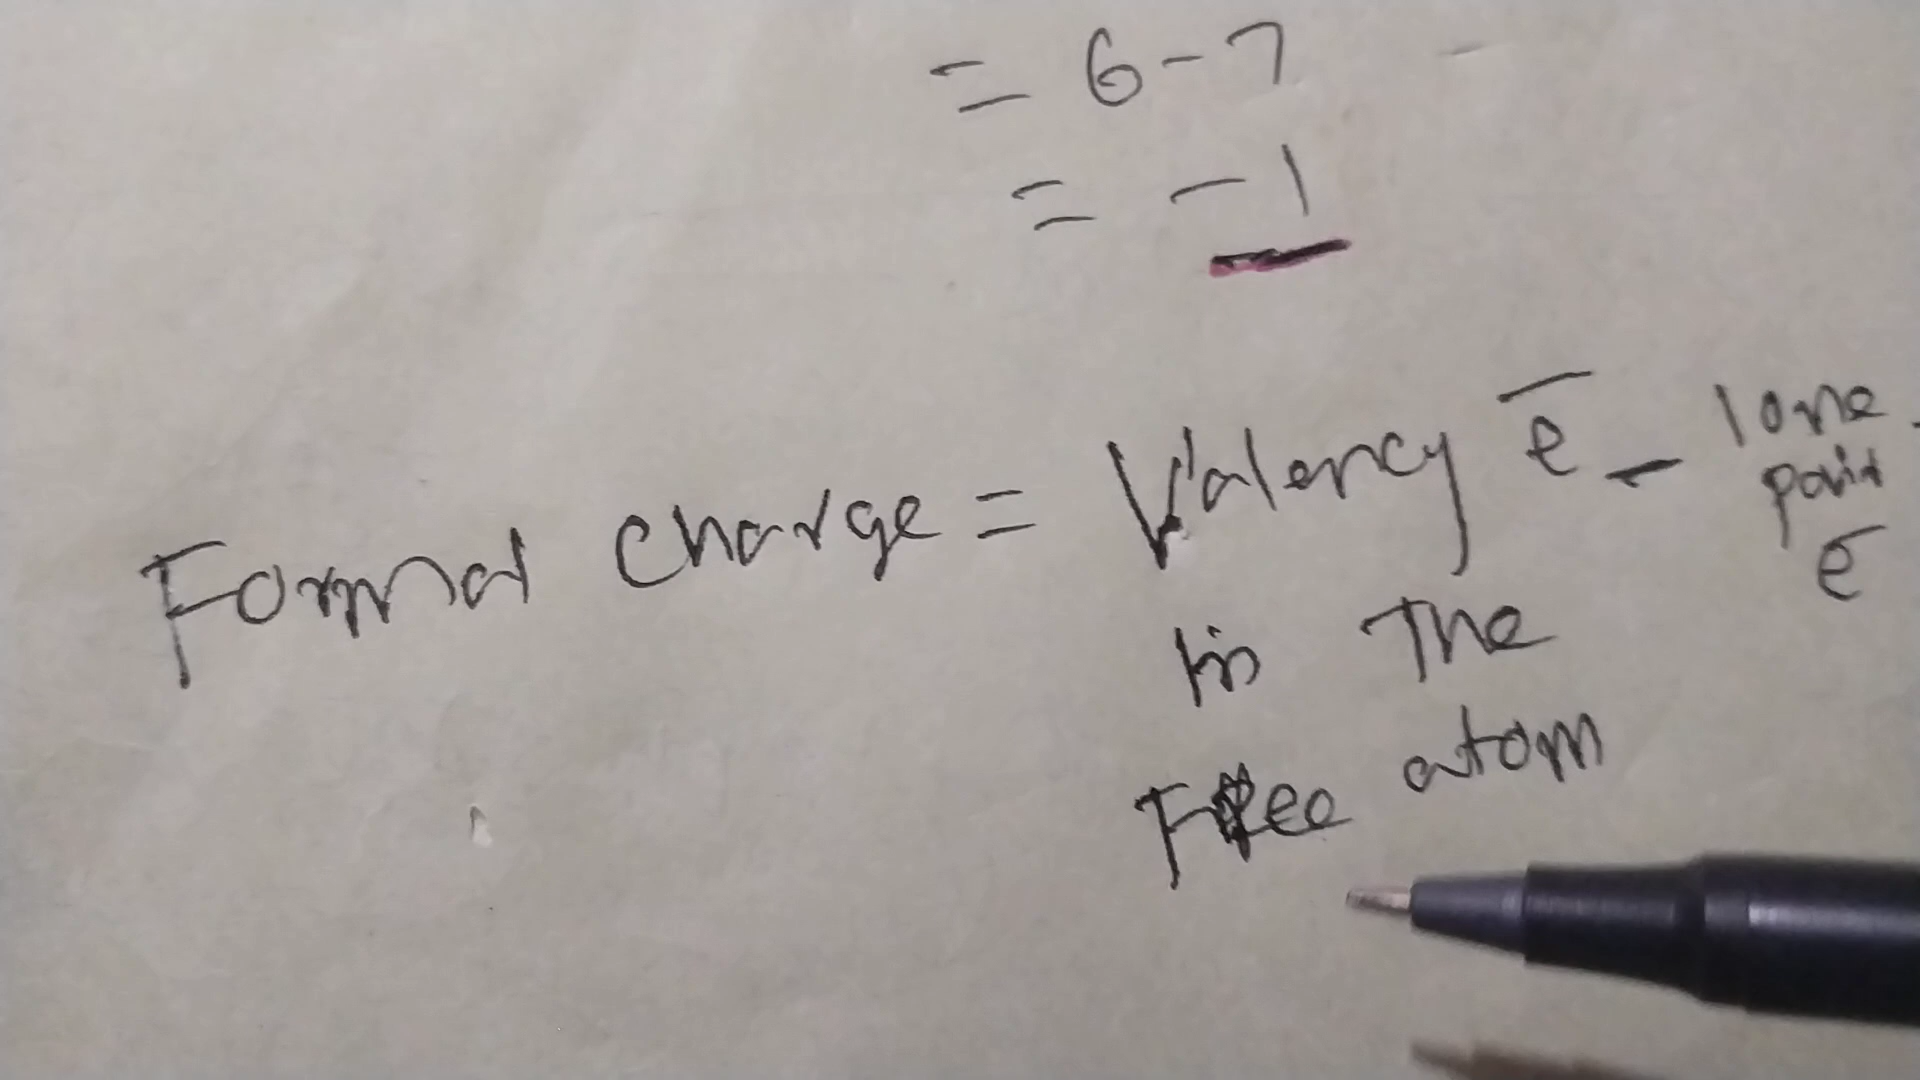 = 6-7
= -1
Formal charge = Valency e̅ - lone
pair
e̅
in The
Free atom